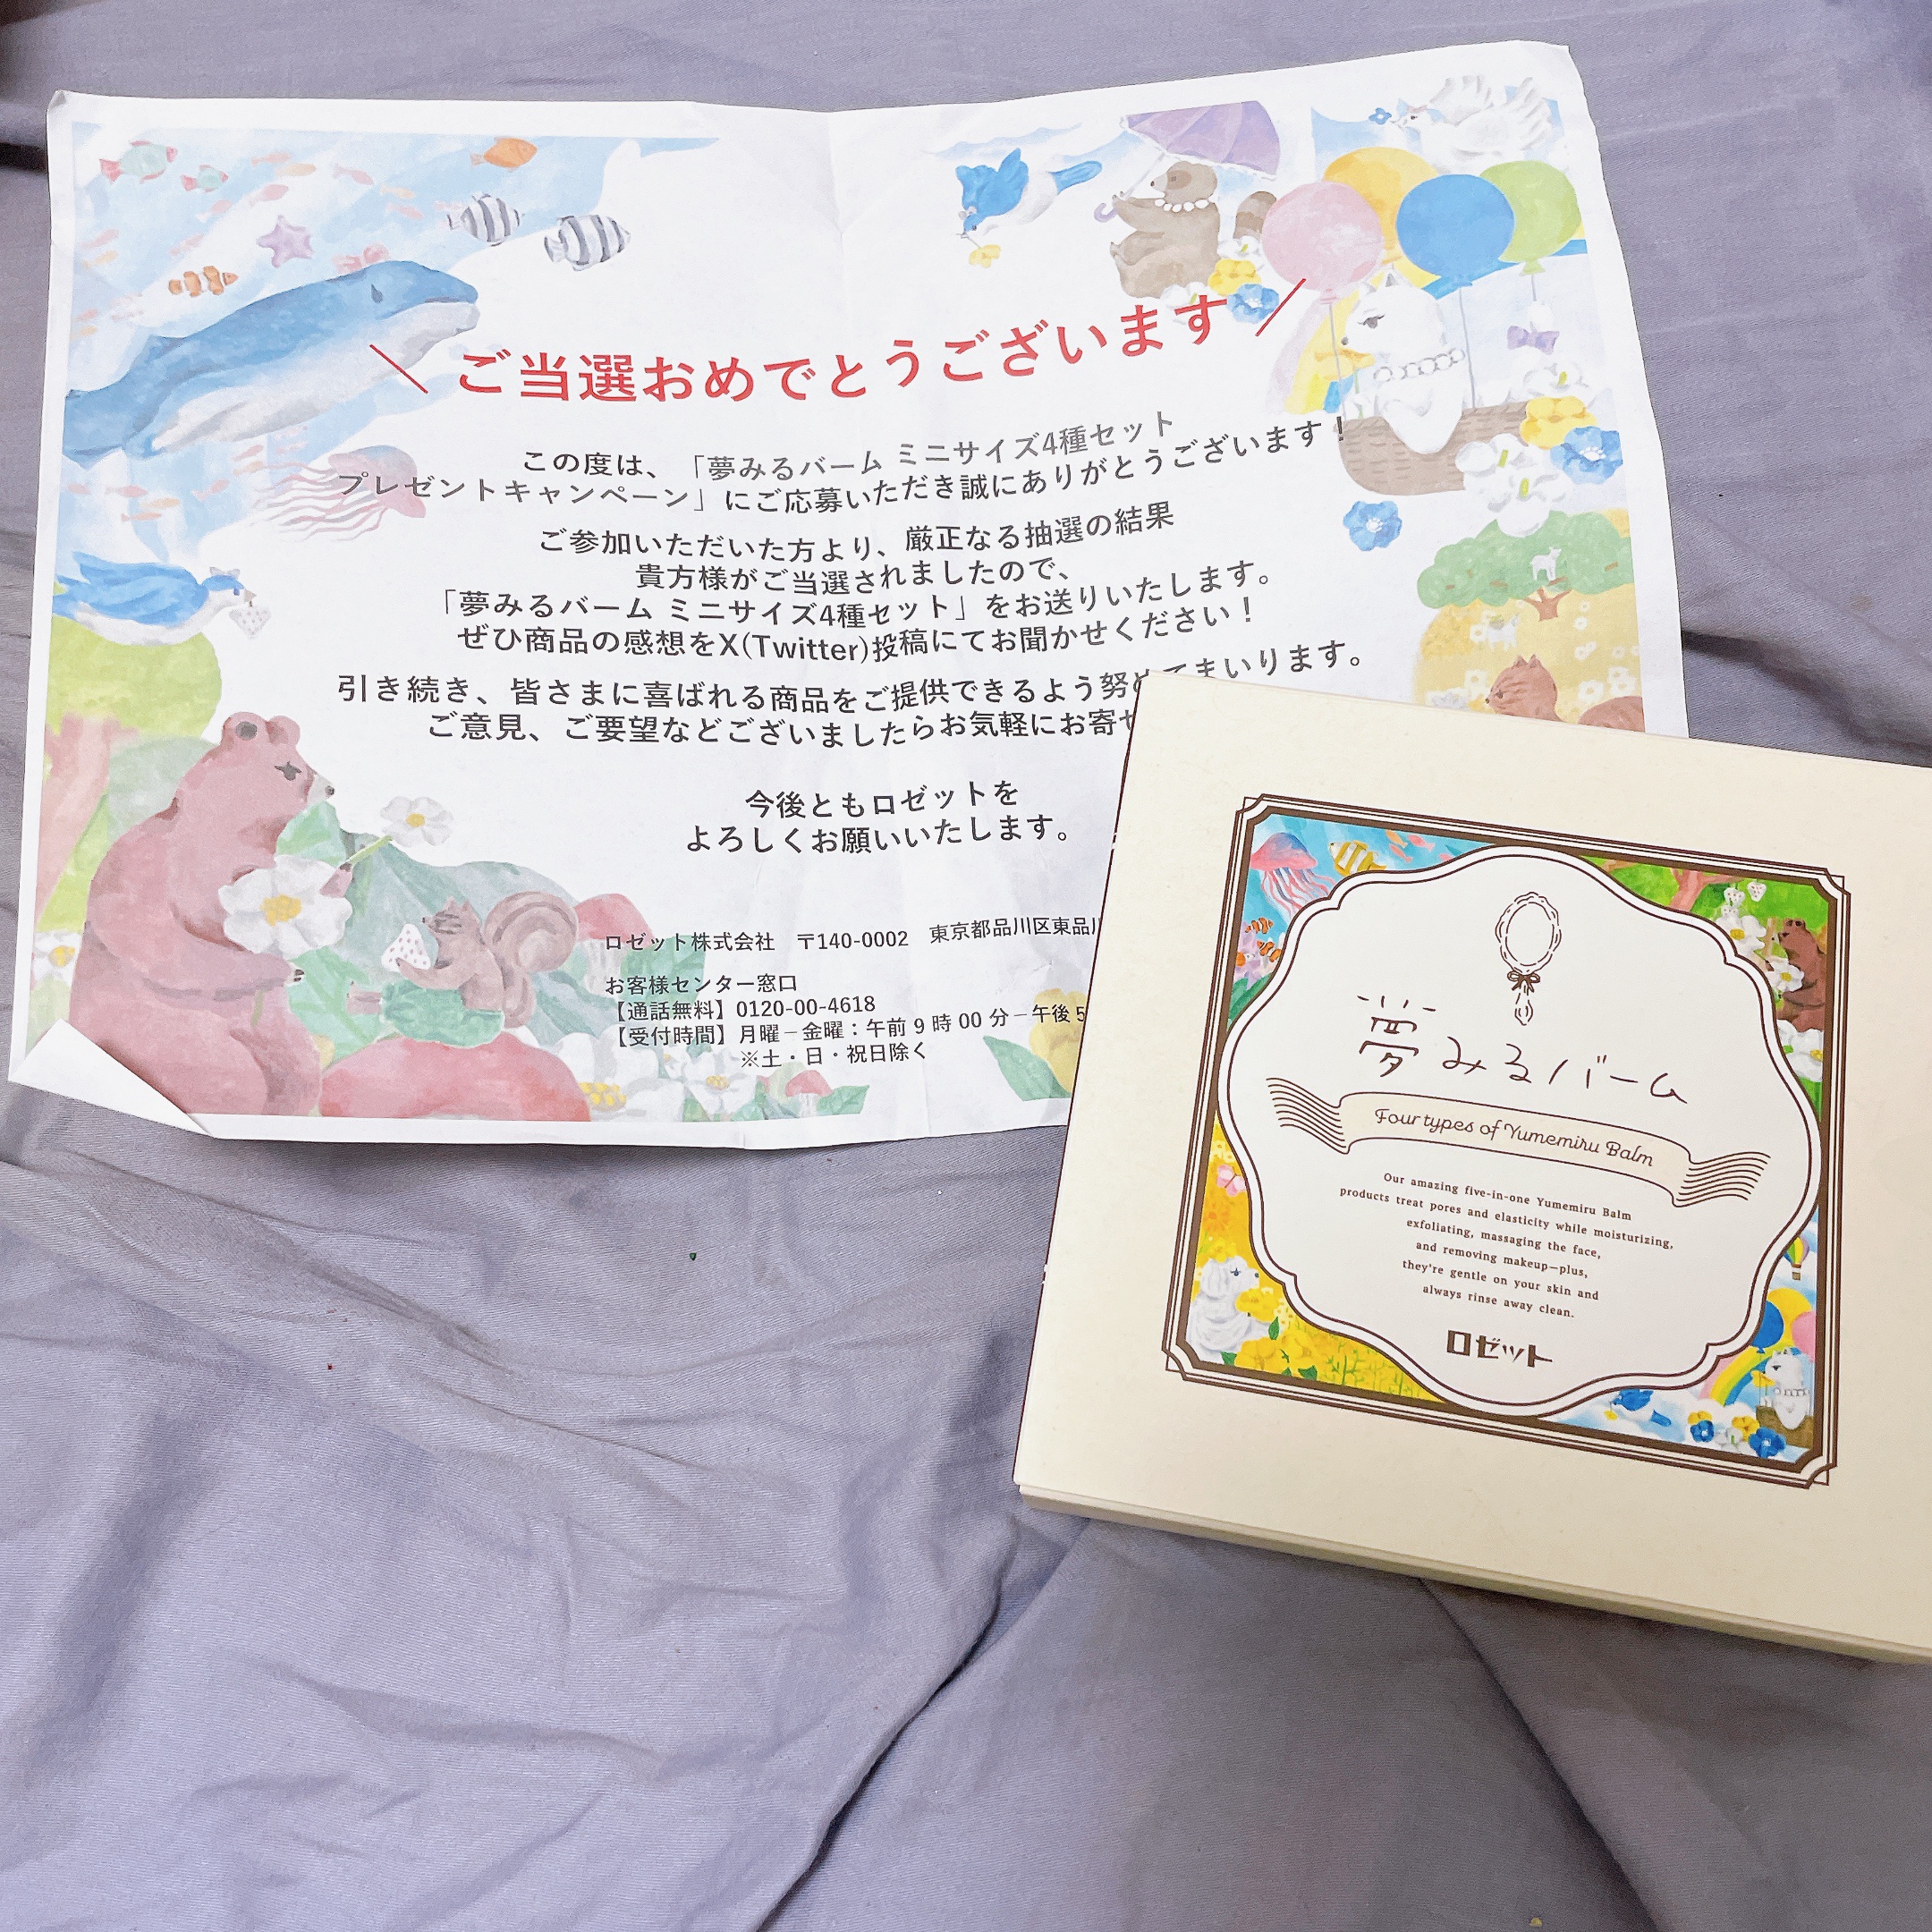 ご当選おめでとうございます
この度は、「夢みるバーム ミニサイズ4種セット
プレゼントキャンペーン」にご応募いただき誠にありがとうございます！
ご参加いただいた方より、厳正なる抽選の結果
貴方様がご当選されましたので、
「夢みるバーム ミニサイズ4種セット」をお送りいたします。
ぜひ商品の感想をX(Twitter)投稿にてお聞かせください！
引き続き、皆さまに喜ばれる商品をご提供できるよう努めてまいります。
ご意見、ご要望などございましたらお気軽にお寄せ
今後ともロゼットを
よろしくお願いいたします。
ロゼット株式会社 〒140-0002 東京都品川区東品川
お客様センター窓口
【通話無料】0120-00-4618
【受付時間】月曜－金曜：午前9時00分－午後5
※土・日・祝日除く
夢みるバーム
Four types of Yumemiru Balm
Our amazing five-in-one Yumemiru Balm
products treat pores and elasticity while moisturizing,
exfoliating, massaging the face,
and removing makeup—plus,
they're gentle on your skin and
always rinse away clean.
ロゼット